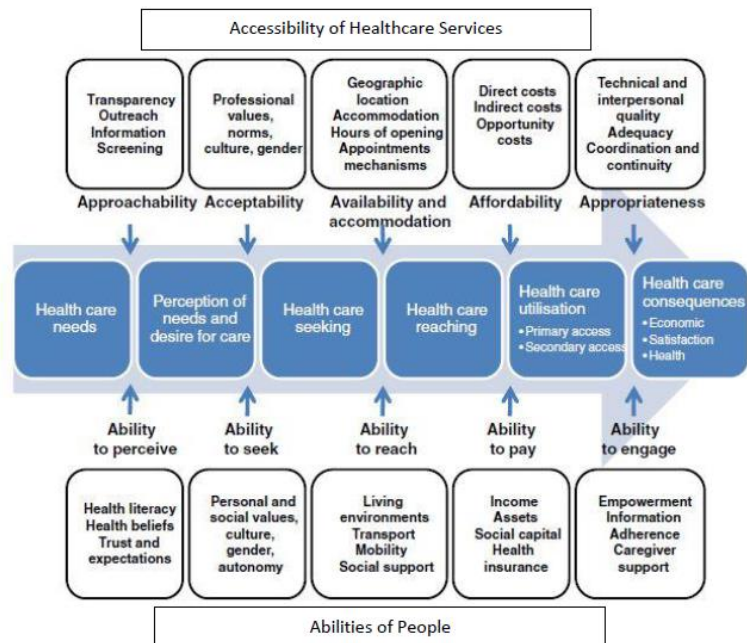 Accessibility of Healthcare Services
Transparency
Outreach
Information
Screening
Professional
values,
norms,
culture, gender
Geographic
location
Accommodation
Hours of opening
Appointments
mechanisms
Direct costs
Indirect costs
Opportunity
costs
Technical and
interpersonal
quality
Adequacy
Coordination and
continuity
Approachability
Acceptability
Availability and
accommodation
Affordability
Appropriateness
Health care
needs
Perception of
needs and
desire for care
Health care
seeking
Health care
reaching
Health care
utilisation
•Primary access
•Secondary access
Health care
consequences
•Economic
•Satisfaction
•Health
Ability
to perceive
Ability
to seek
Ability
to reach
Ability
to pay
Ability
to engage
Health literacy
Health beliefs
Trust and
expectations
Personal and
social values,
culture,
gender,
autonomy
Living
environments
Transport
Mobility
Social support
Income
Assets
Social capital
Health
insurance
Empowerment
Information
Adherence
Caregiver
support
Abilities of People